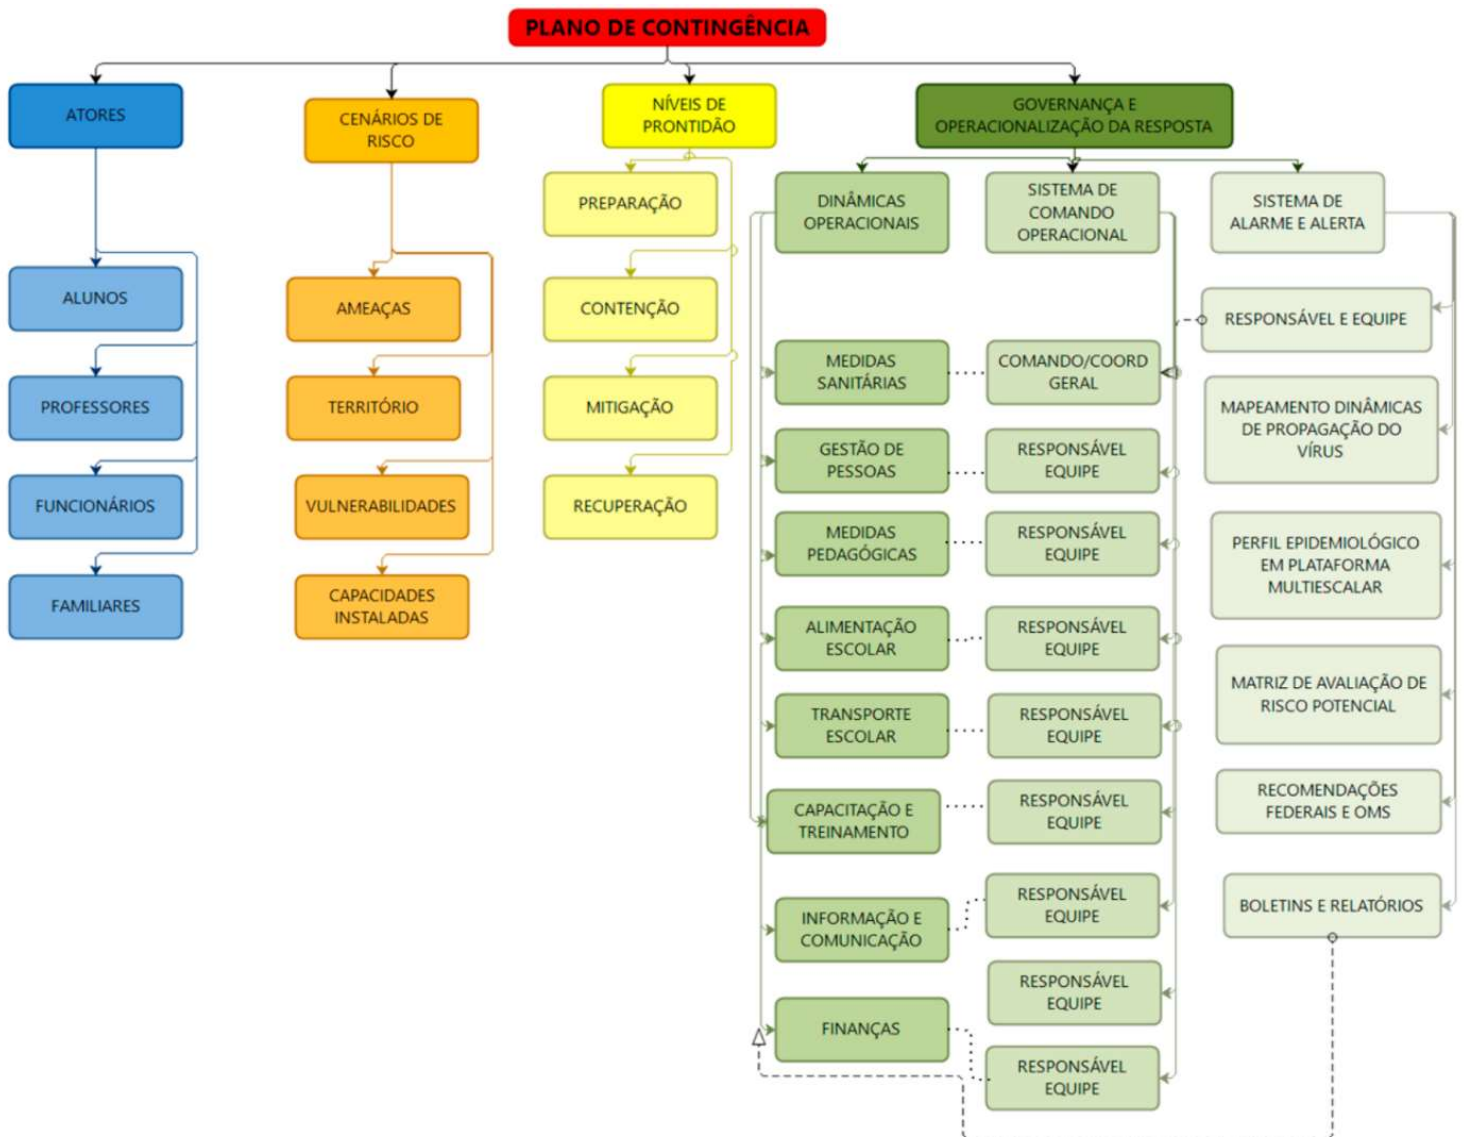 PLANO DE CONTINGÊNCIA
ATORES
ALUNOS
PROFESSORES
FUNCIONÁRIOS
FAMILIARES
CENÁRIOS DE
RISCO
AMEAÇAS
TERRITÓRIO
VULNERABILIDADES
CAPACIDADES
INSTALADAS
NÍVEIS DE
PRONTIDÃO
PREPARAÇÃO
CONTENÇÃO
MITIGAÇÃO
RECUPERAÇÃO
GOVERNANÇA E
OPERACIONALIZAÇÃO DA RESPOSTA
DINÂMICAS
OPERACIONAIS
MEDIDAS
SANITÁRIAS
GESTÃO DE
PESSOAS
MEDIDAS
PEDAGÓGICAS
ALIMENTAÇÃO
ESCOLAR
TRANSPORTE
ESCOLAR
CAPACITAÇÃO E
TREINAMENTO
INFORMAÇÃO E
COMUNICAÇÃO
FINANÇAS
SISTEMA DE
COMANDO
OPERACIONAL
COMANDO/COORD
GERAL
RESPONSÁVEL
EQUIPE
RESPONSÁVEL
EQUIPE
RESPONSÁVEL
EQUIPE
RESPONSÁVEL
EQUIPE
RESPONSÁVEL
EQUIPE
RESPONSÁVEL
EQUIPE
RESPONSÁVEL
EQUIPE
RESPONSÁVEL
EQUIPE
SISTEMA DE
ALARME E ALERTA
RESPONSÁVEL E EQUIPE
MAPEAMENTO DINÂMICAS
DE PROPAGAÇÃO DO
VÍRUS
PERFIL EPIDEMIOLÓGICO
EM PLATAFORMA
MULTIESCALAR
MATRIZ DE AVALIAÇÃO DE
RISCO POTENCIAL
RECOMENDAÇÕES
FEDERAIS E OMS
BOLETINS E RELATÓRIOS